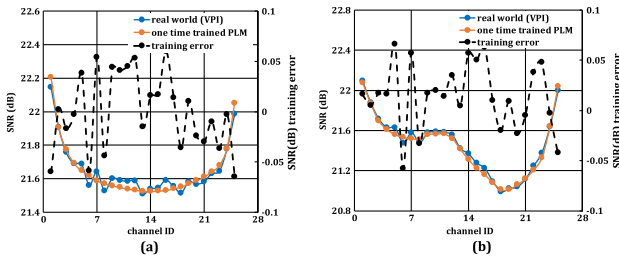 (a)
real world (VPI)
one time trained PLM
training error
22.6
22.4
22.2
22
21.8
21.6
21.4
SNR (dB)
0.1
0.05
0
-0.05
-0.1
SNR(dB) training error
0
7
14
21
28
channel ID
(a)
(b)
real world (VPI)
one time trained PLM
training error
22.8
22.4
22
21.6
21.2
20.8
SNR (dB)
0.1
0.05
0
-0.05
-0.1
SNR(dB) training error
0
7
14
21
28
channel ID
(b)